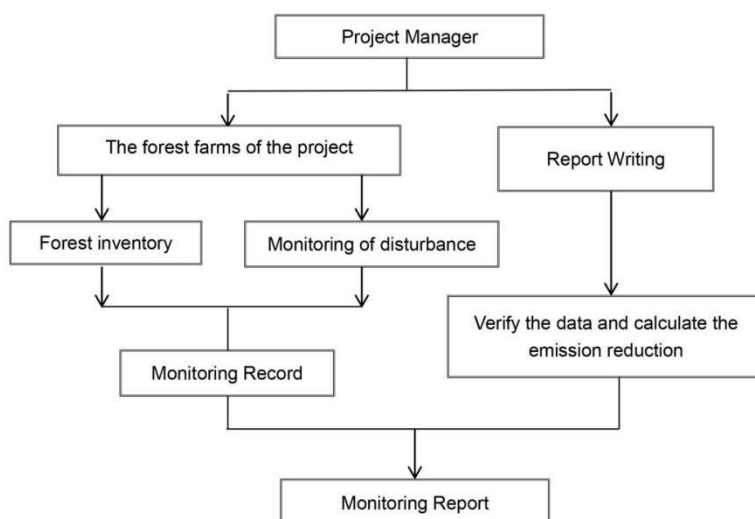 Project Manager
The forest farms of the project
Report Writing
Forest inventory
Monitoring of disturbance
Verify the data and calculate the
emission reduction
Monitoring Record
Monitoring Report